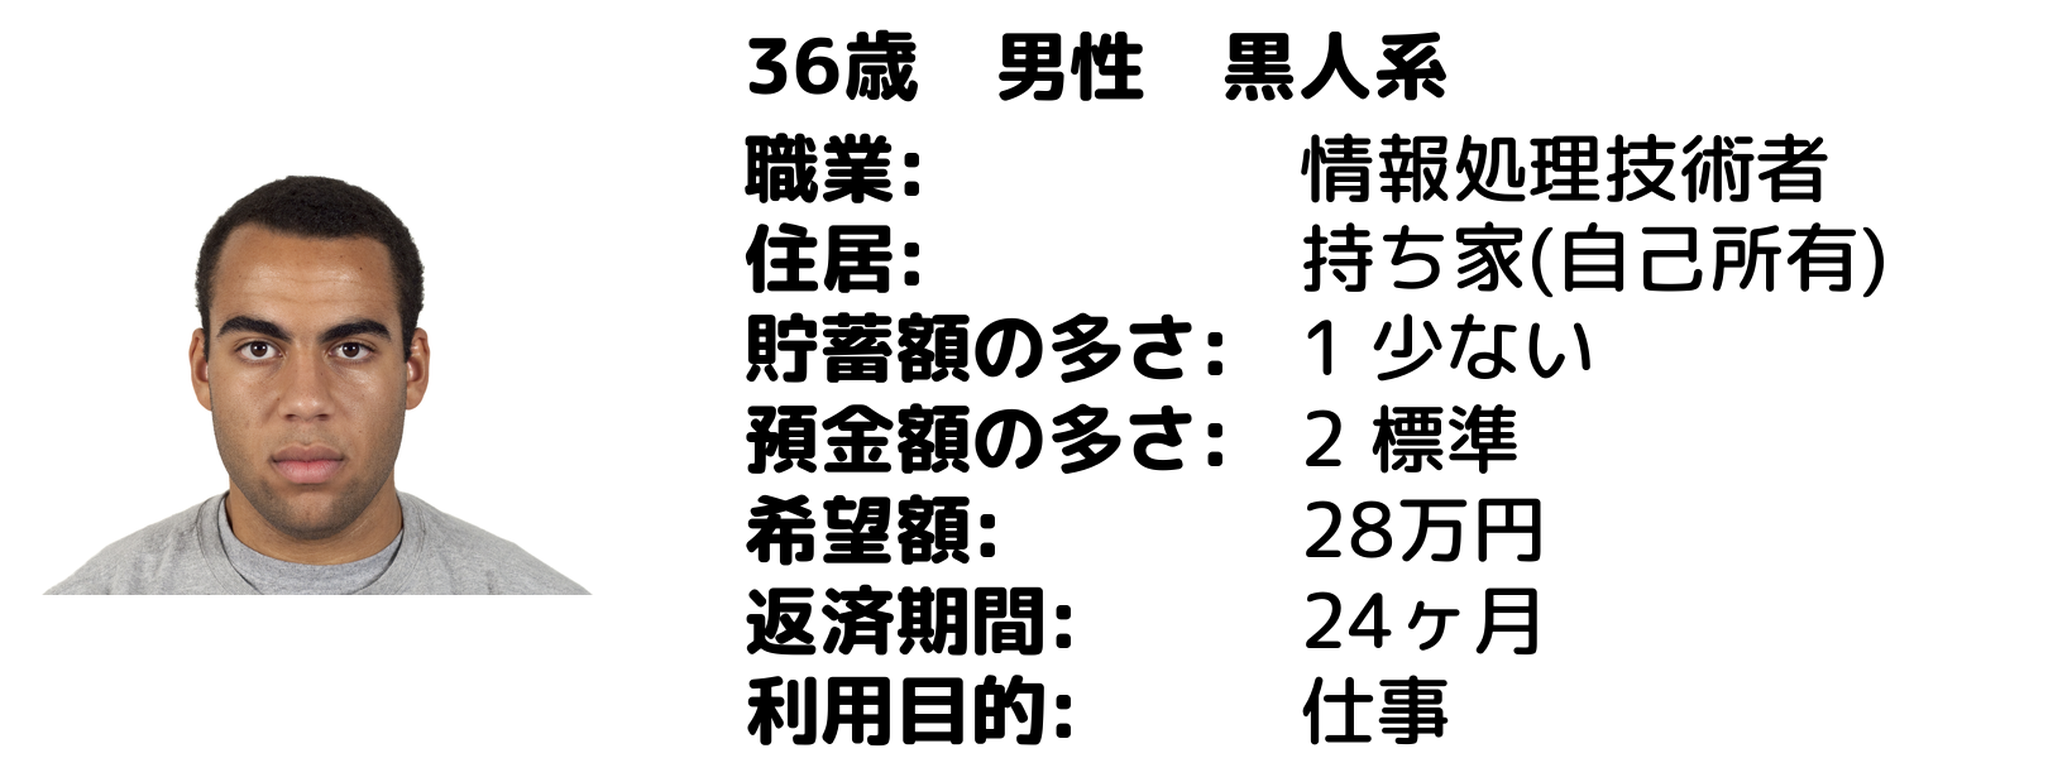 36歳　男性　黒人系
職業: 情報処理技術者
住居: 持ち家(自己所有)
貯蓄額の多さ: 1 少ない
預金額の多さ: 2 標準
希望額: 28万円
返済期間: 24ヶ月
利用目的: 仕事